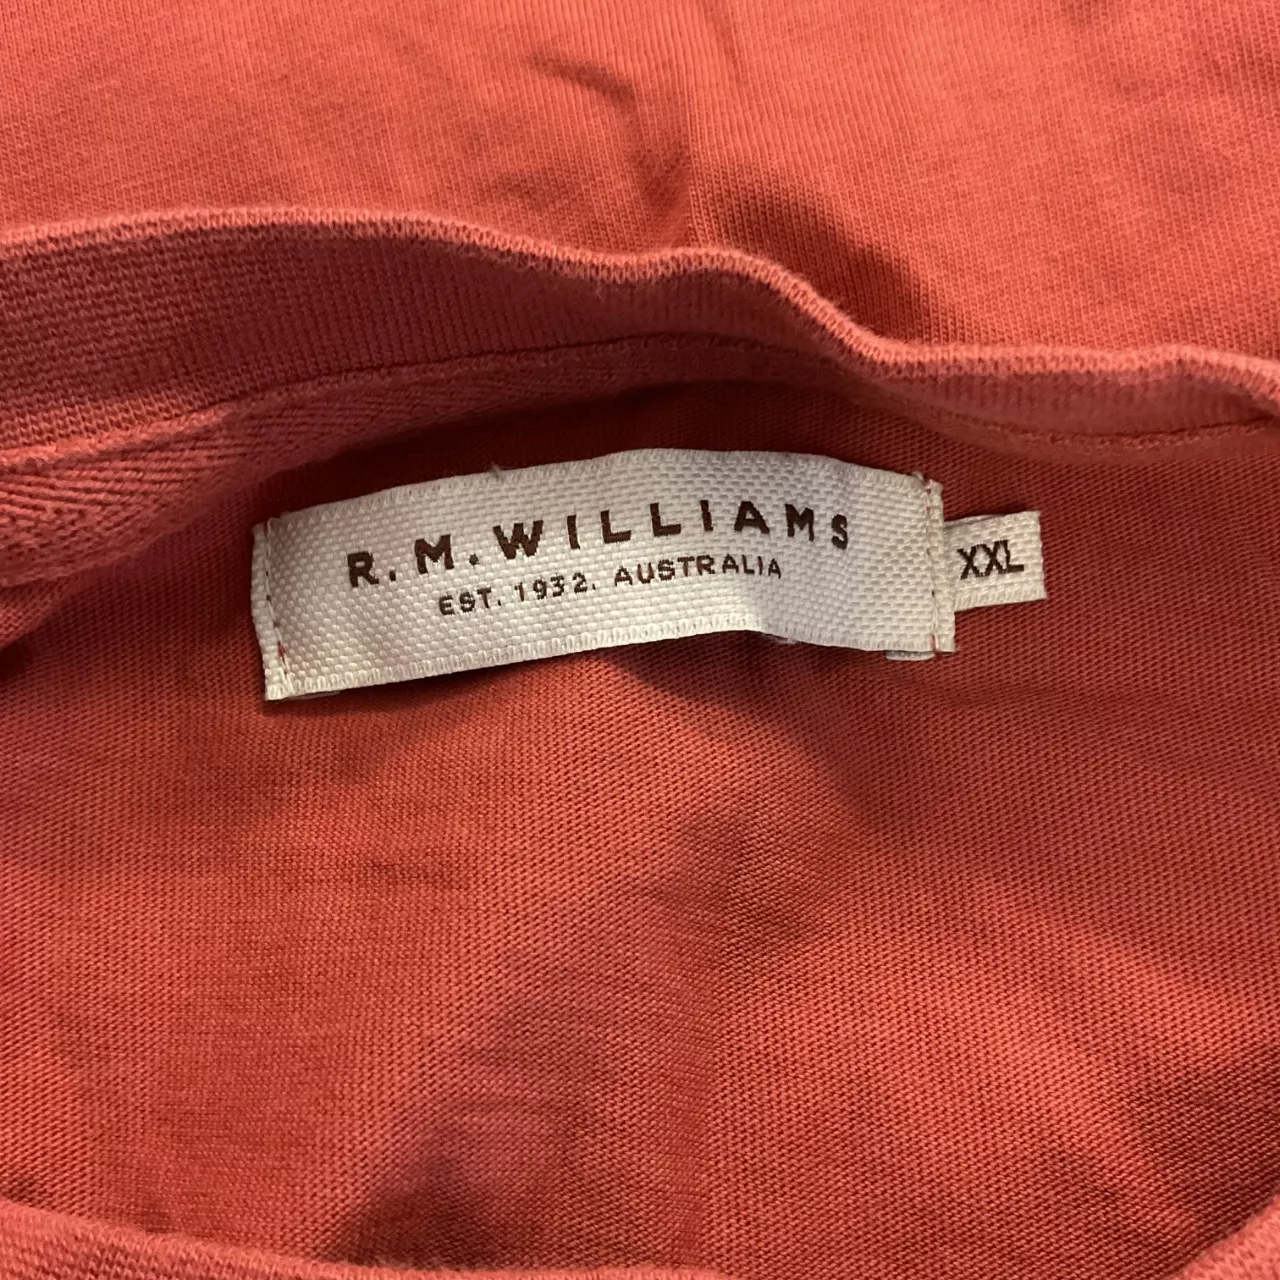 R.M.WILLIAMS
EST. 1932. AUSTRALIA
XXL